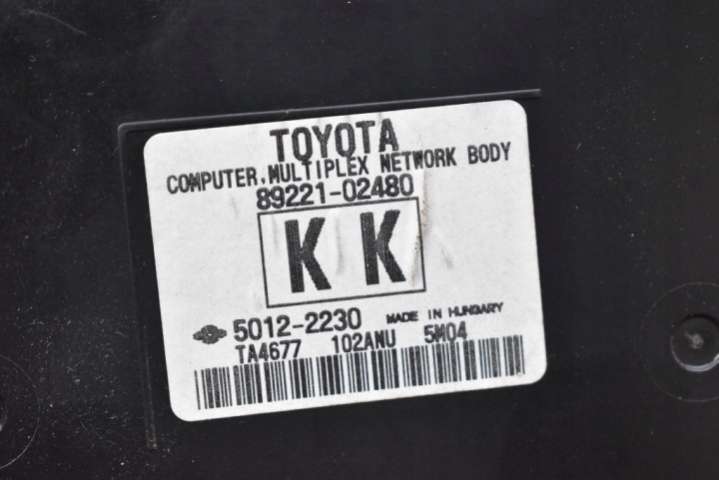 TOYOTA
COMPUTER, MULTIPLEX NETWORK BODY
89221-02480
K K
5012-2230 MADE IN HUNGARY
TA4677 102ANU 5M04